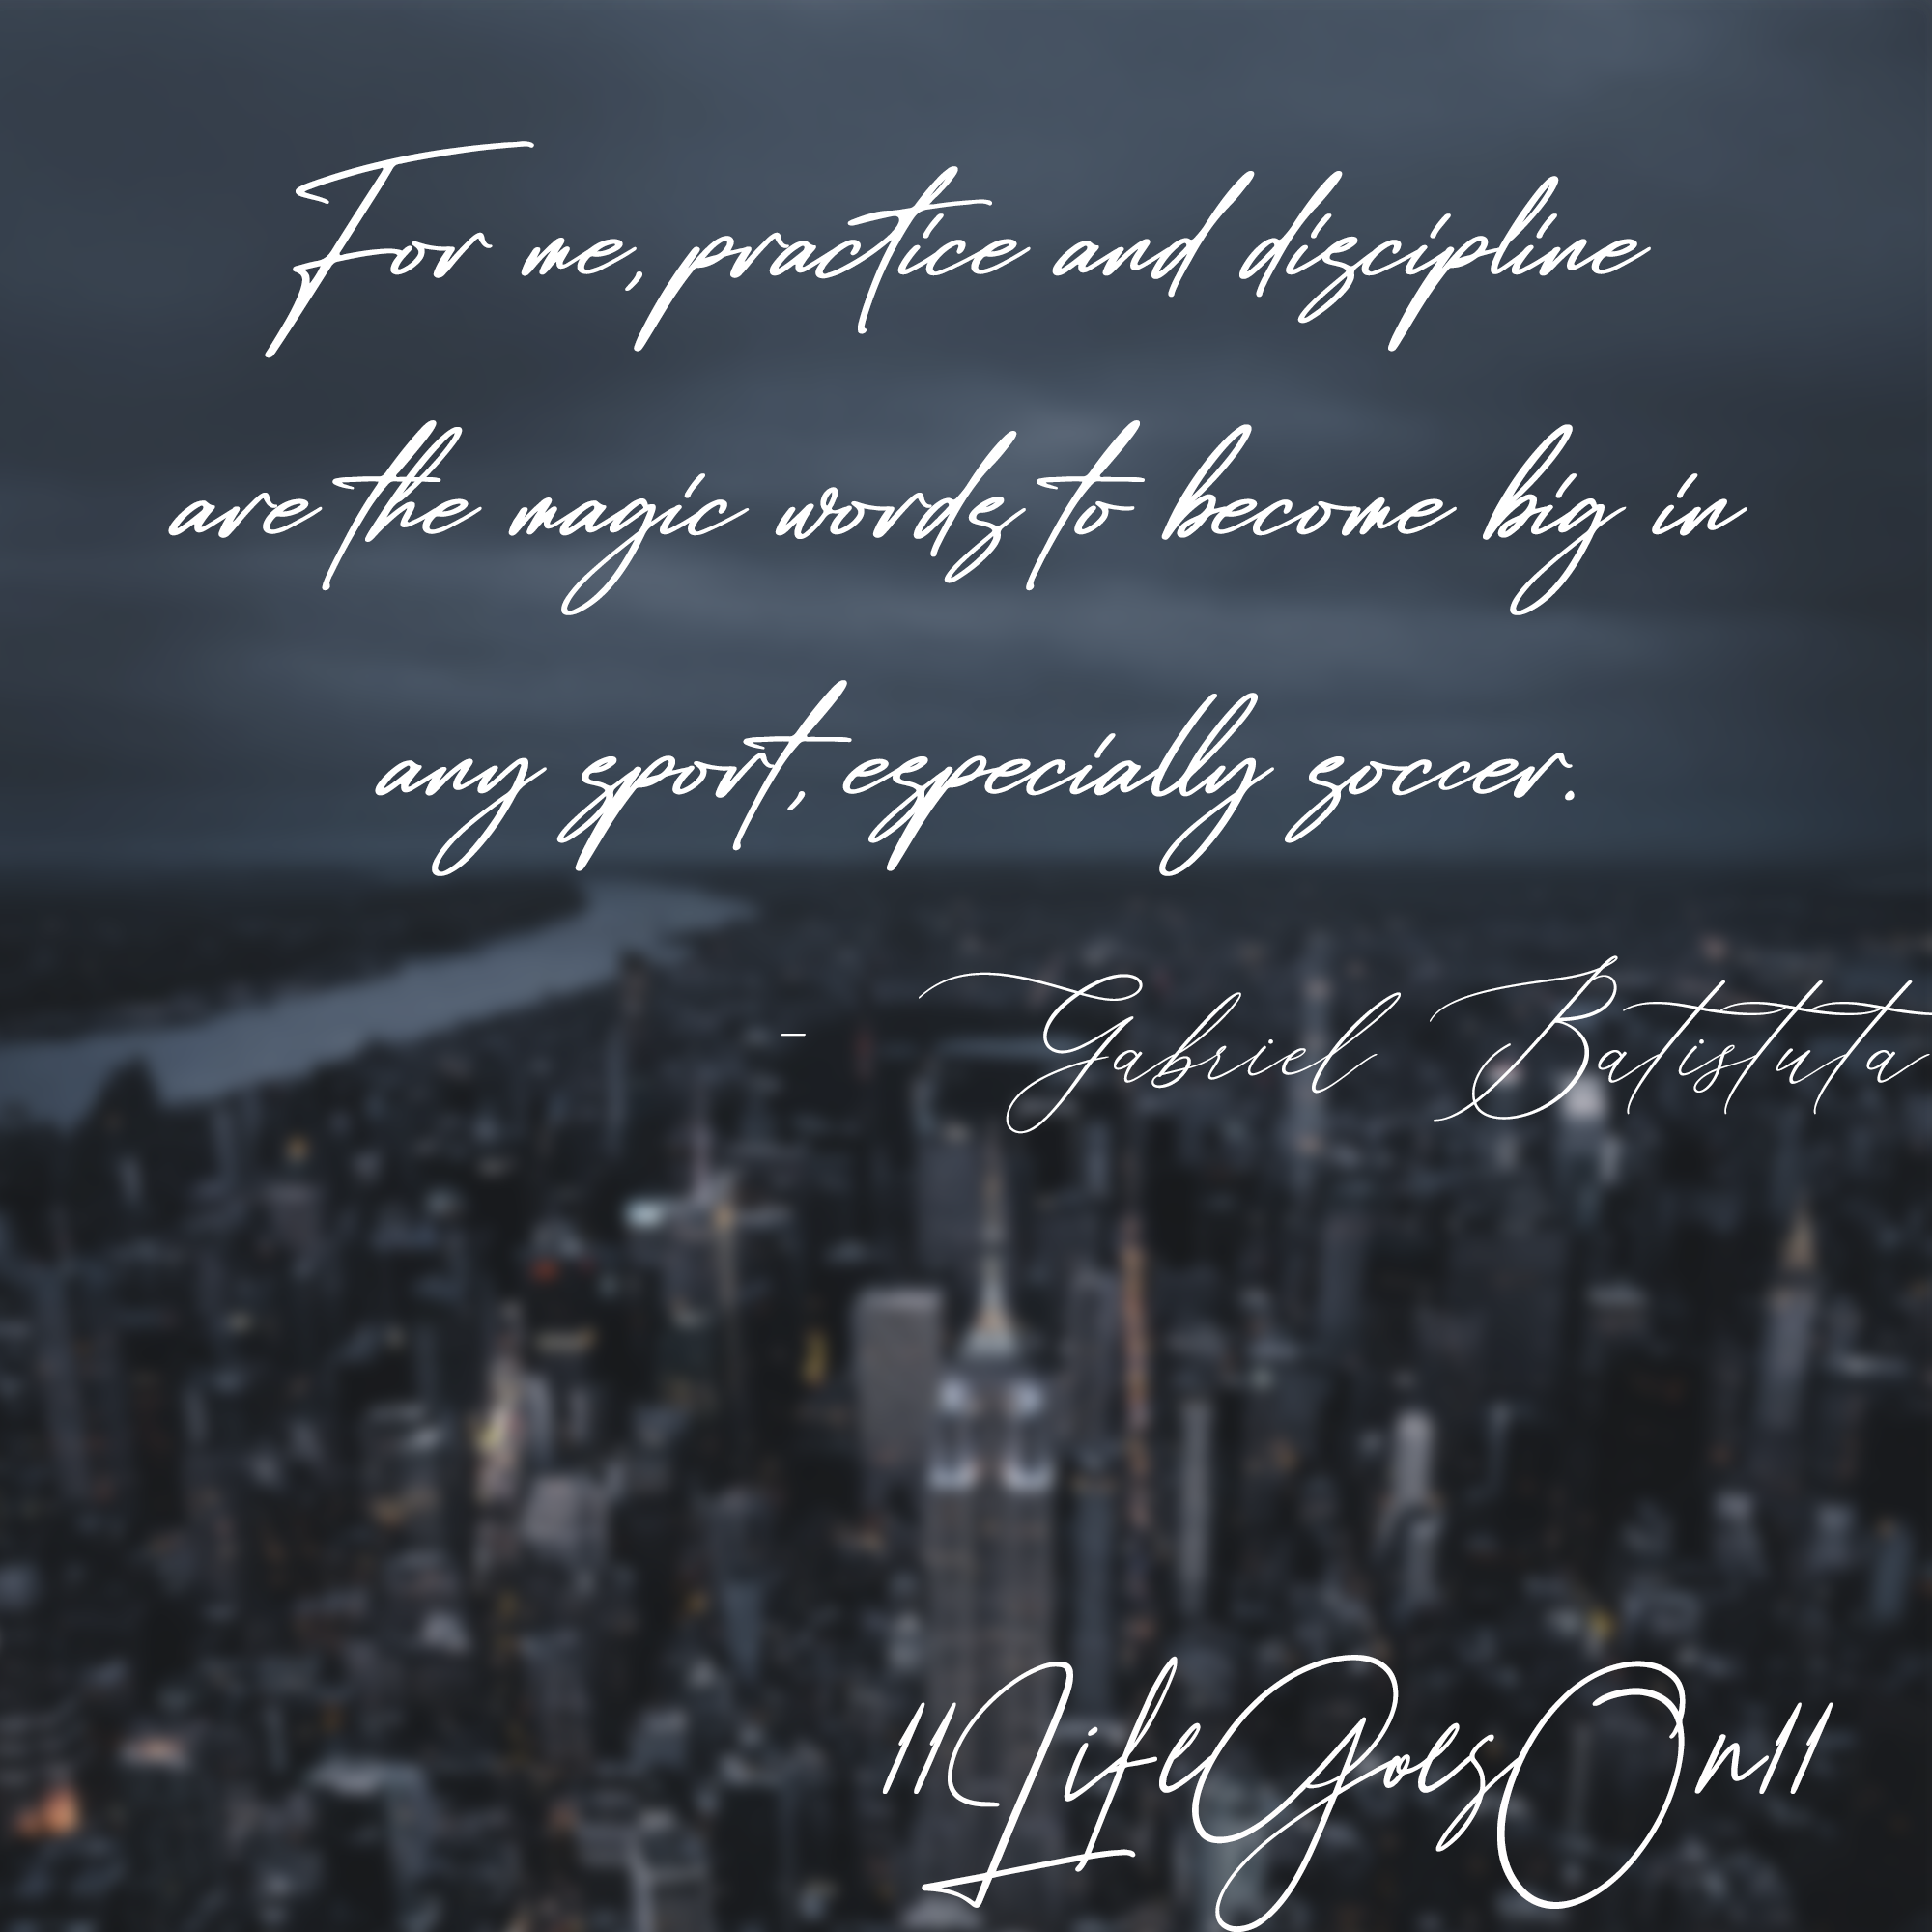 For me, practice and discipline
are the magic words to become big in
any sport, especially soccer.
- Gabriel Batistuta
"LifeGoesOn"